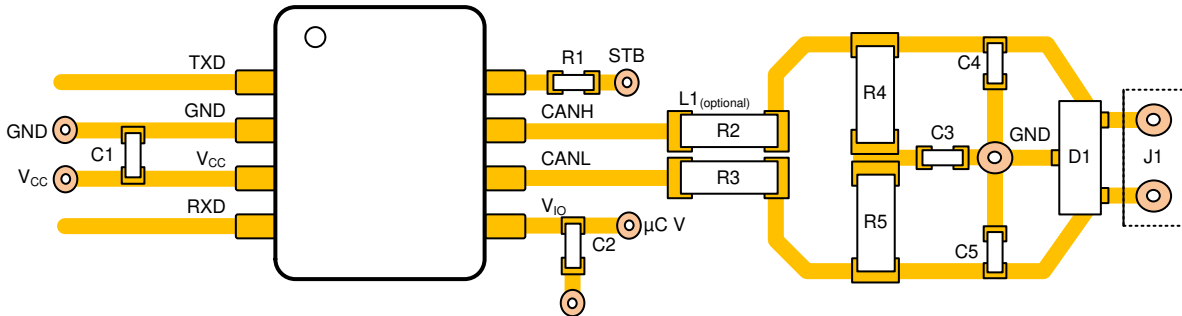 TXD
R1
STB
GND
CANH
L1(optional)
C4
GND
R2
R4
C1
C3
GND
CANL
D1
J1
VCC
VCC
R3
RXD
VIO
R5
µC V
C2
C5